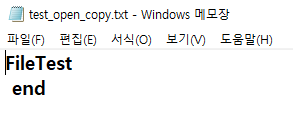 test_open_copy.txt - Windows 메모장
파일(F) 편집(E) 서식(O) 보기(V) 도움말(H)
FileTest
 end